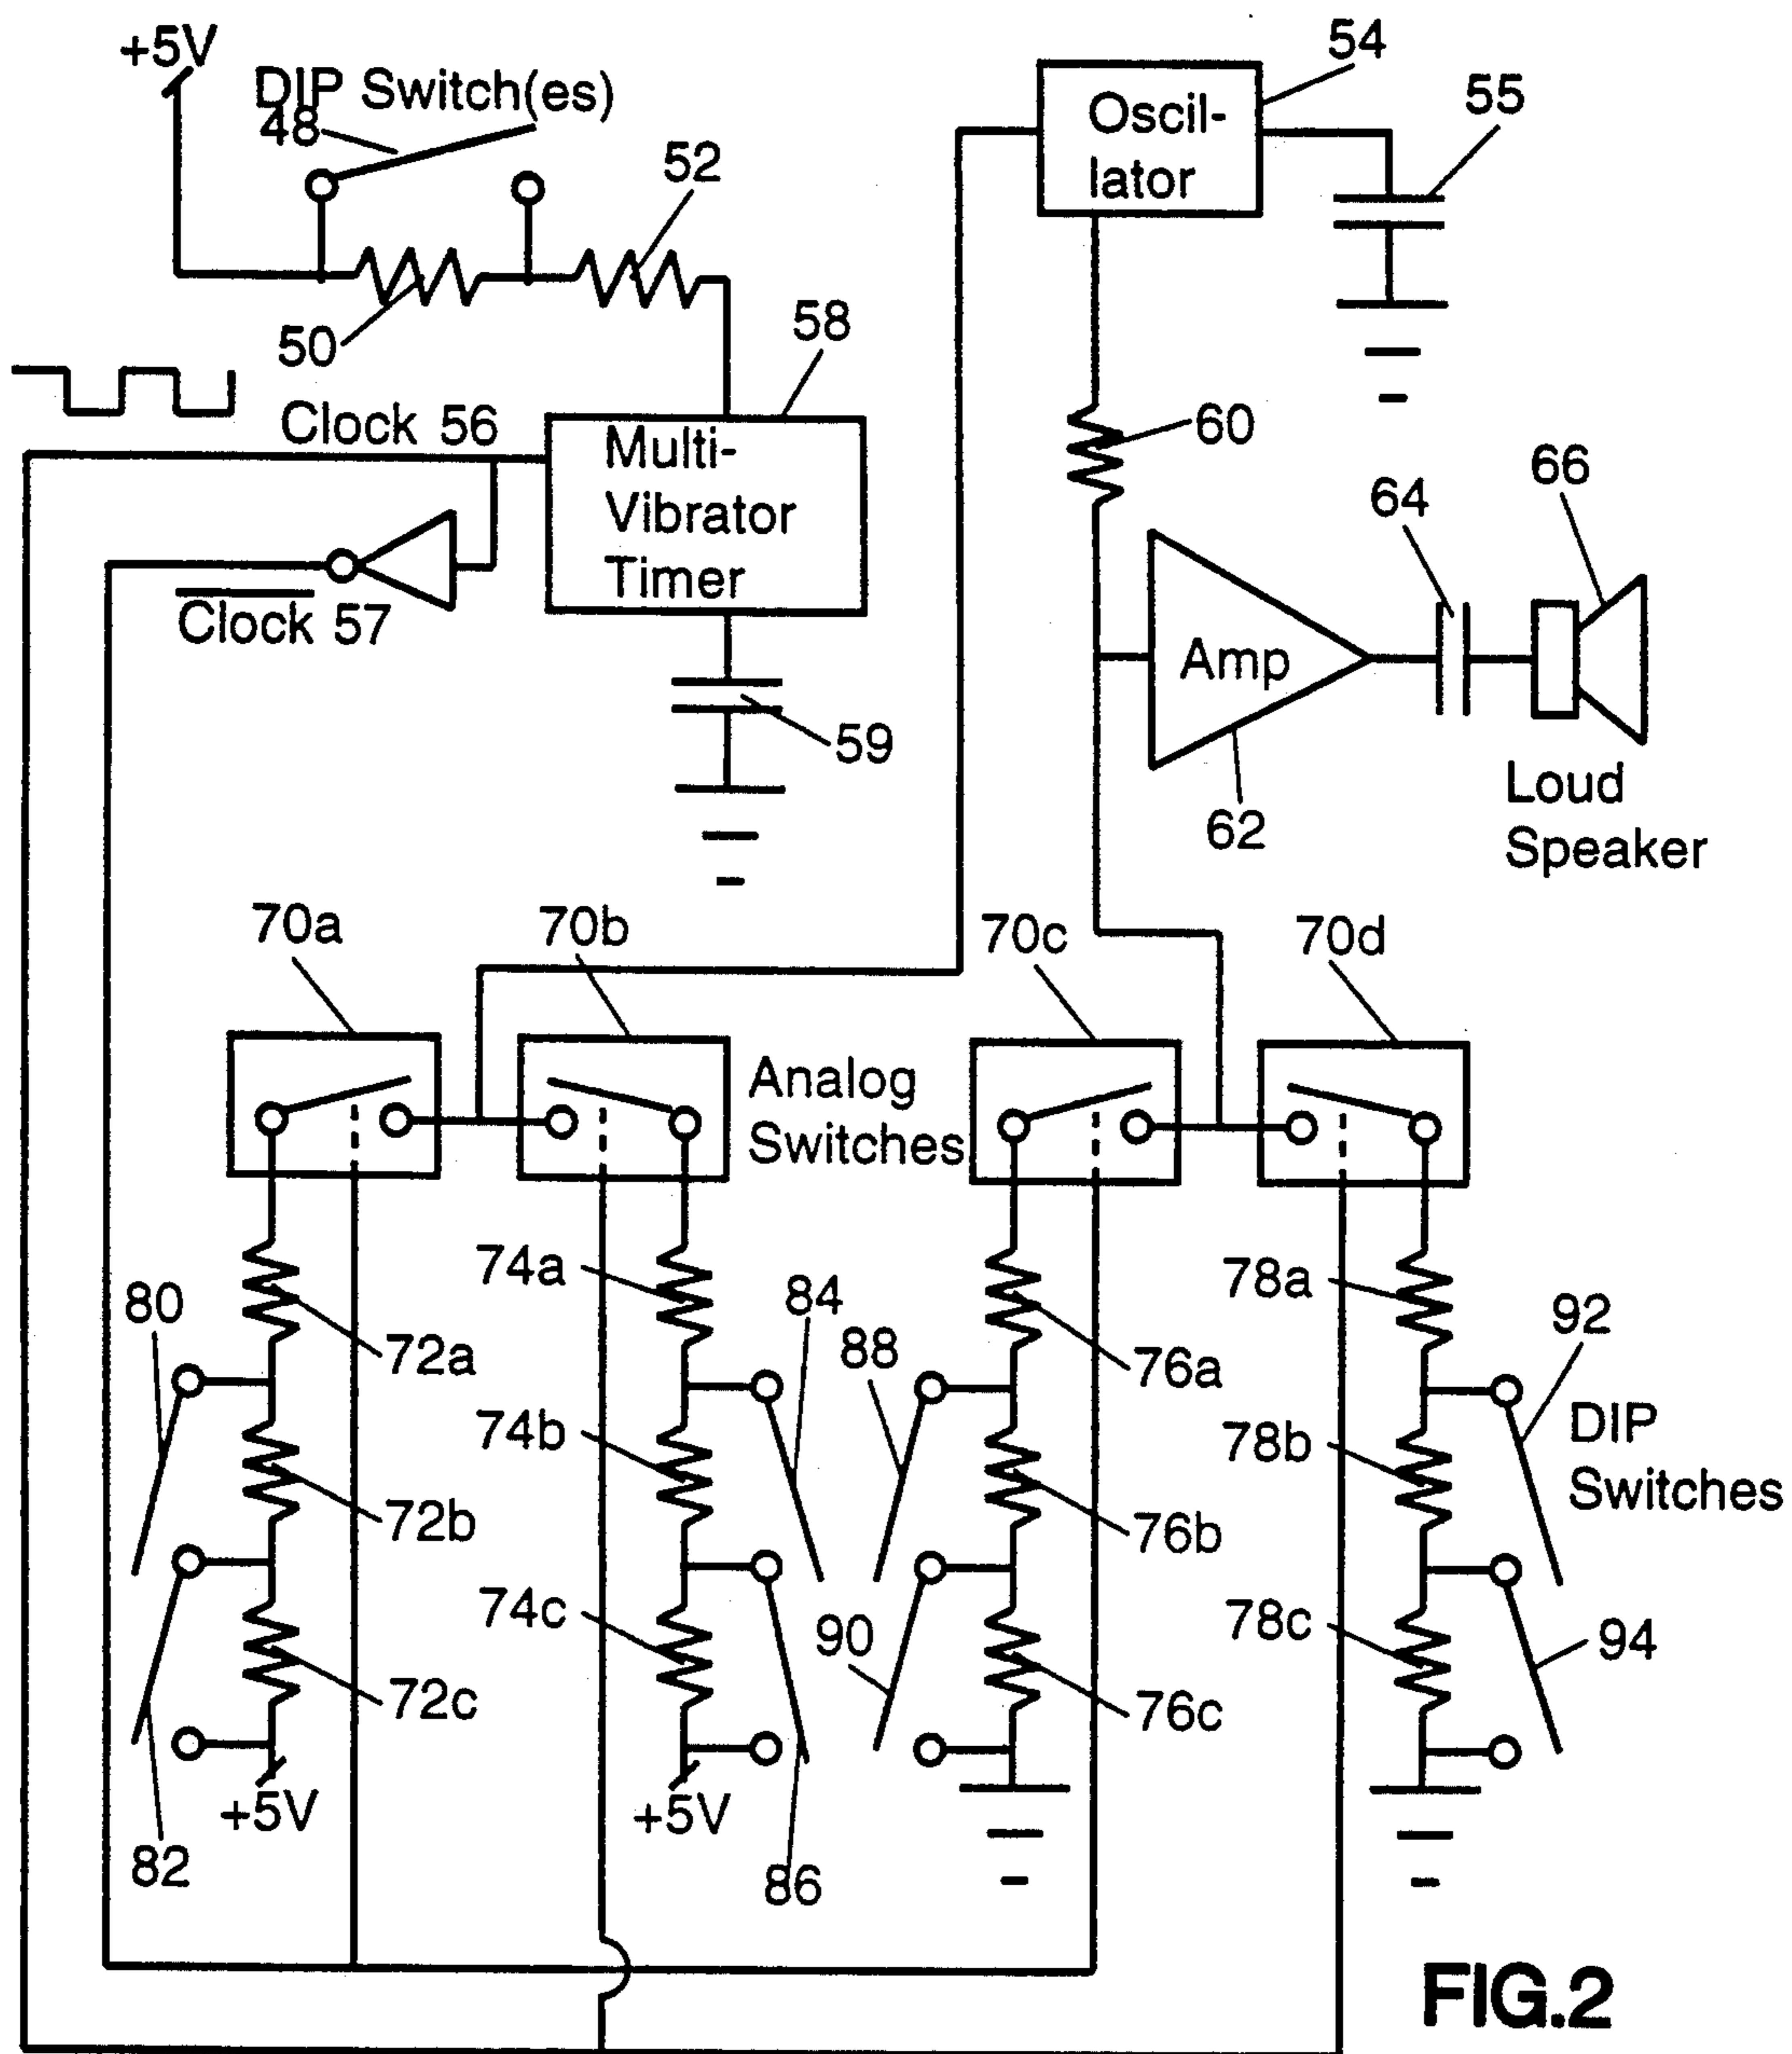 +5V
DIP Switch(es)
48
52
50
54
Oscil-
lator
55
58
Clock 56
Multi-
Vibrator
Timer
Clock 57
59
60
64
66
Amp
62
Loud
Speaker
70a
70b
70c
70d
Analog
Switches
72a
72b
72c
74a
74b
74c
76a
76b
76c
78a
78b
78c
80
82
84
86
88
90
92
94
DIP
Switches
+5V
+5V
FIG.2